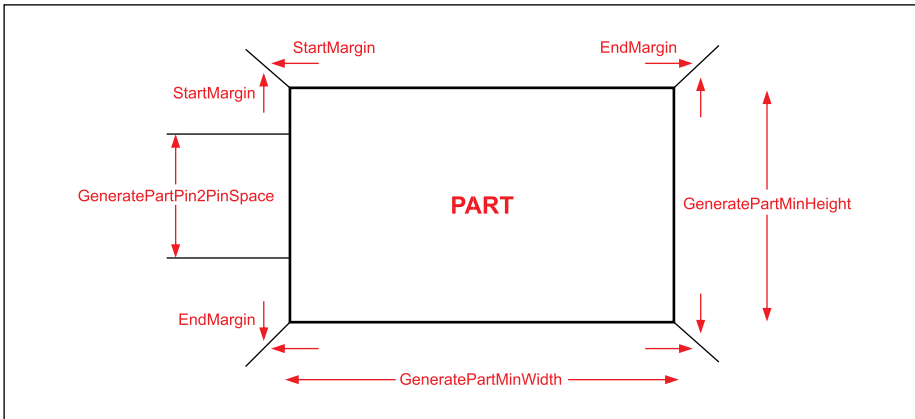 StartMargin
EndMargin
StartMargin
GeneratePartPin2PinSpace
PART
GeneratePartMinHeight
EndMargin
GeneratePartMinWidth